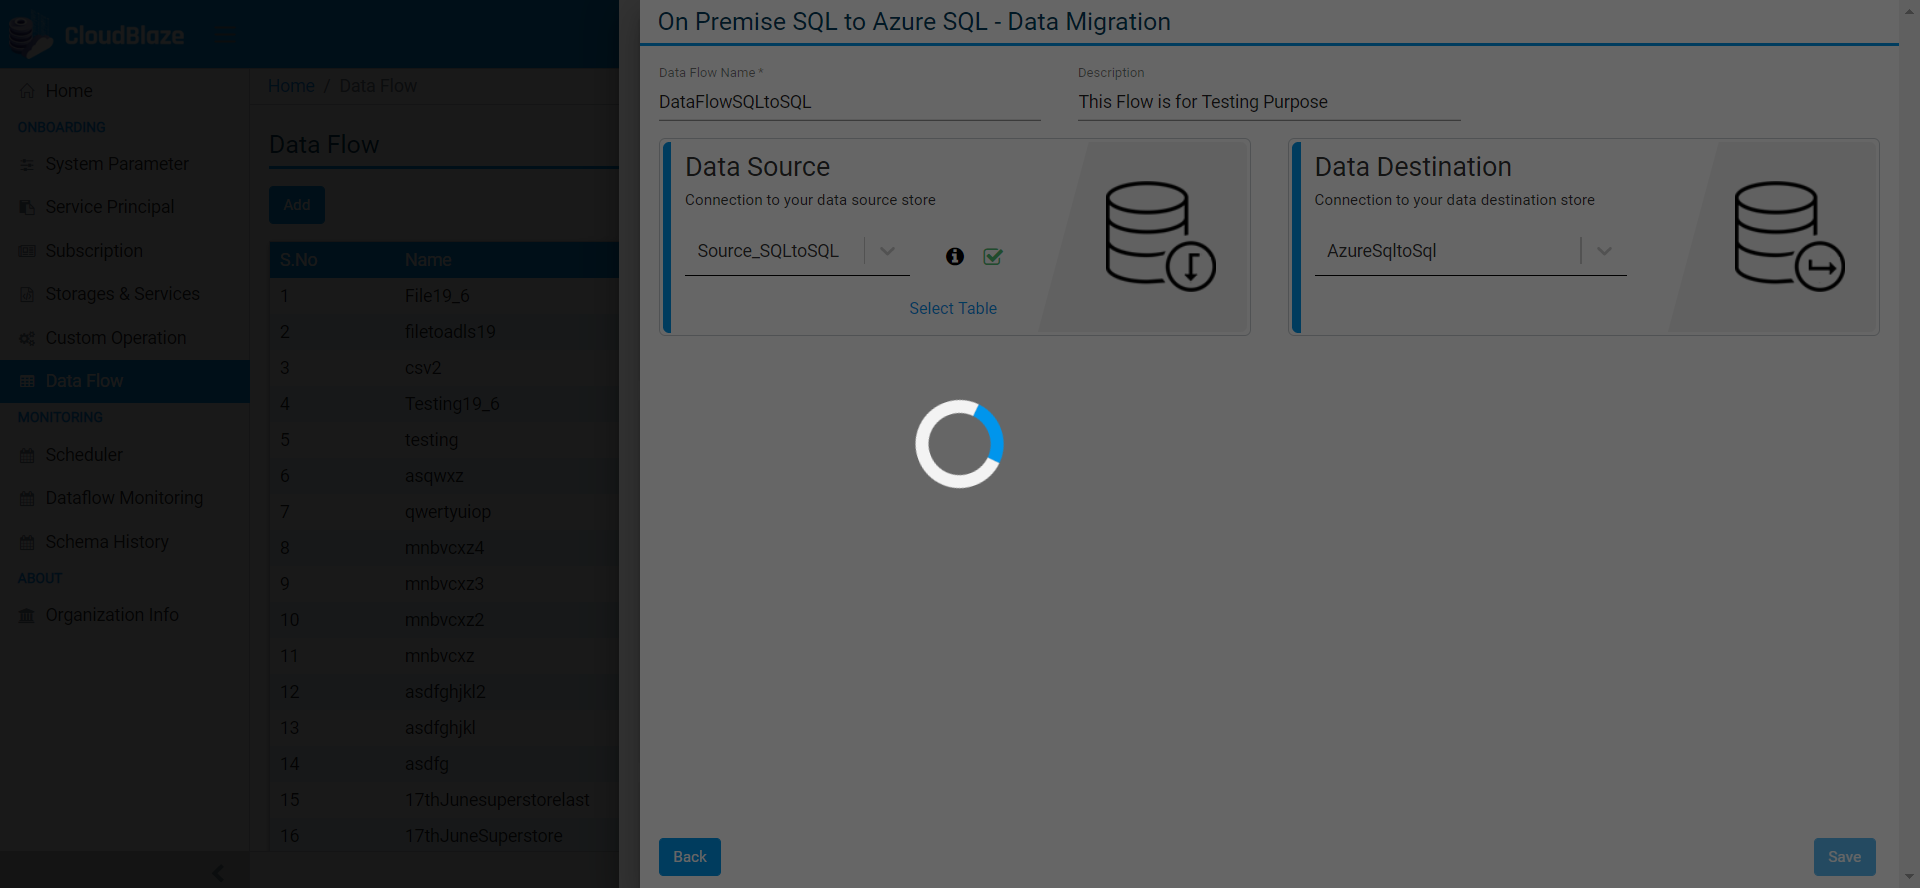 CloudBlaze
Home
ONBOARDING
System Parameter
Service Principal
Subscription
Storages & Services
Custom Operation
Data Flow
MONITORING
Scheduler
Dataflow Monitoring
Schema History
ABOUT
Organization Info
Home / Data Flow
Data Flow
Add
S.No Name
1 File19_6
2 filetoadls19
3 csv2
4 Testing19_6
5 testing
6 asqwxz
7 qwertyuiop
8 mnbvcxz4
9 mnbvcxz3
10 mnbvcxz2
11 mnbvcxz
12 asdfghjkl2
13 asdfghjkl
14 asdfg
15 17thJunesuperstorelast
16 17thJuneSuperstore
On Premise SQL to Azure SQL - Data Migration
Data Flow Name *
DataFlowSQLtoSQL
Description
This Flow is for Testing Purpose
Data Source
Connection to your data source store
Source_SQLtoSQL
Select Table
Data Destination
Connection to your data destination store
AzureSqltoSql
Back
Save